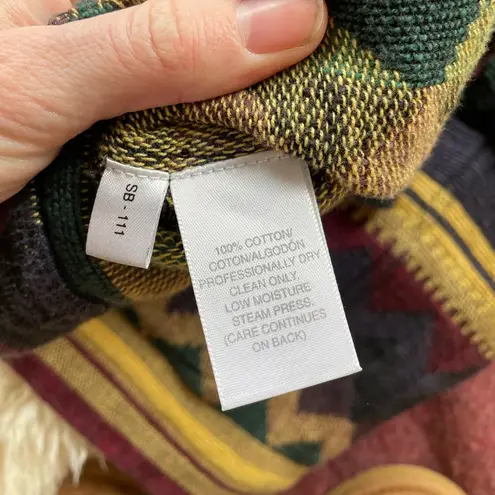 SB - 111
100% COTTON/
COTON/ALGODÓN
PROFESSIONALLY DRY
CLEAN ONLY.
LOW MOISTURE
STEAM PRESS.
(CARE CONTINUES
ON BACK)